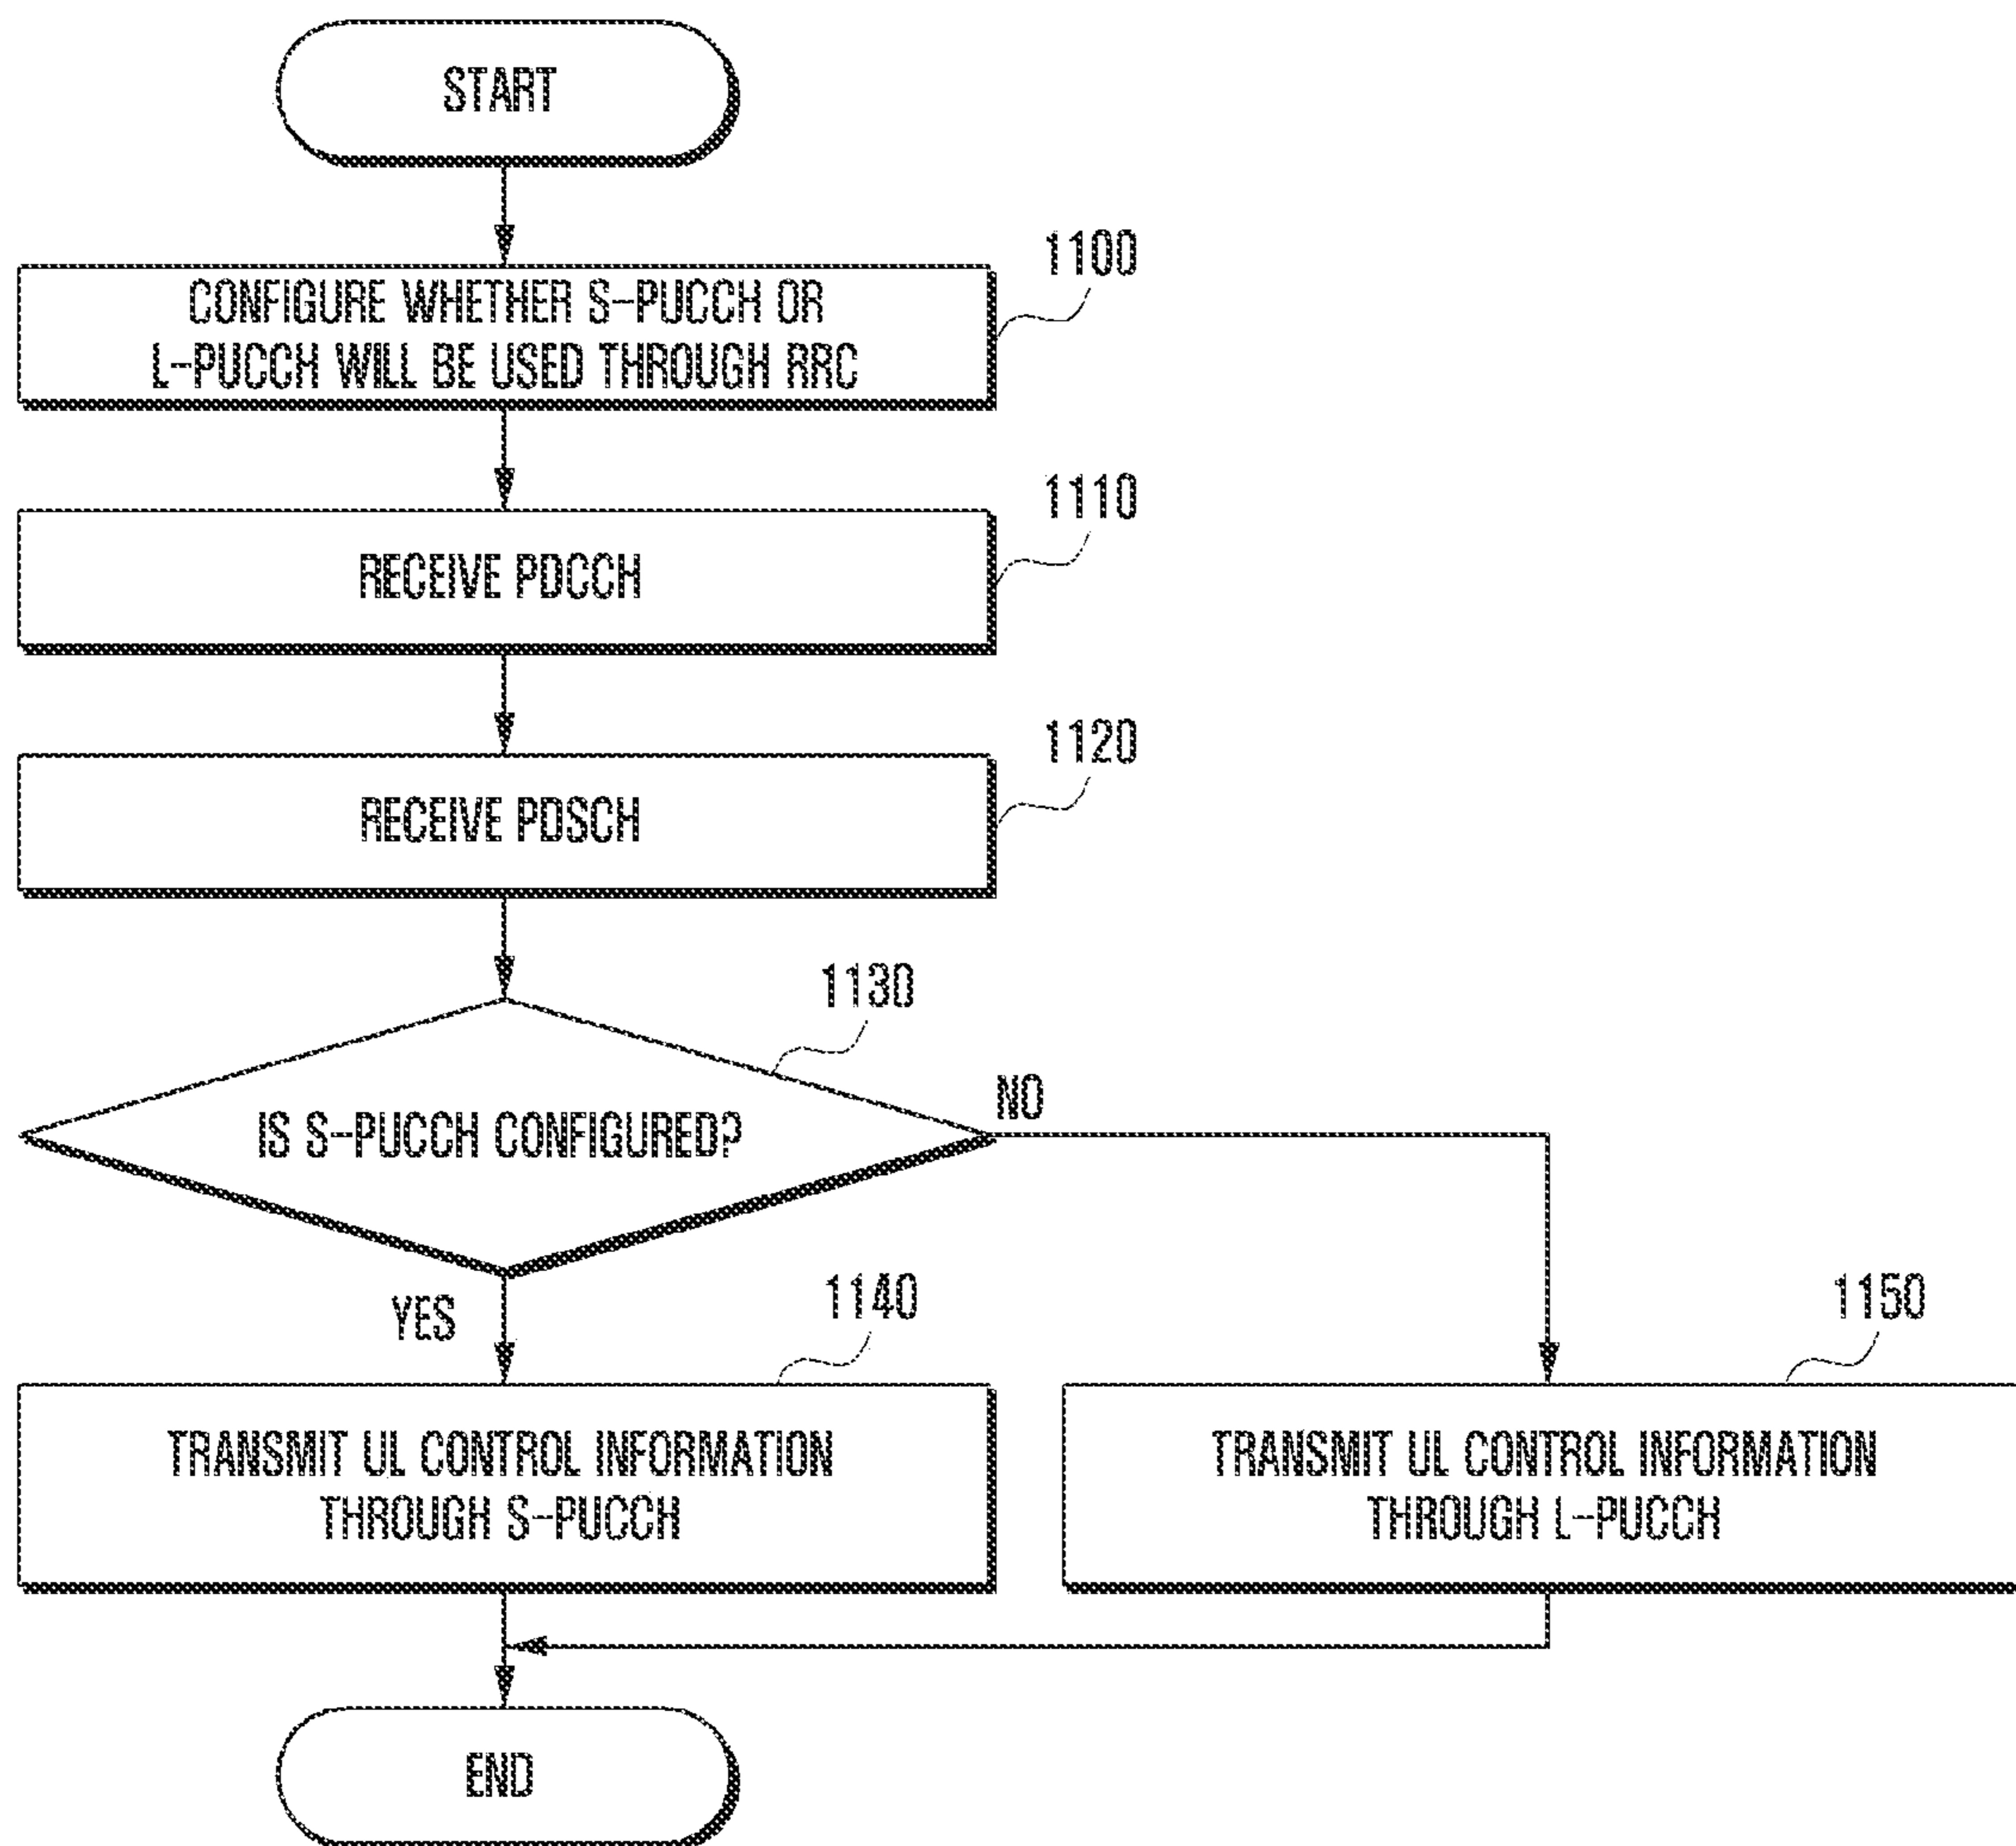 START
1100
CONFIGURE WHETHER S-PUCCH OR
L-PUCCH WILL BE USED THROUGH RRC
1110
RECEIVE PDCCH
1120
RECEIVE PDSCH
1130
IS S-PUCCH CONFIGURED?
NO
YES
1140
1150
TRANSMIT UL CONTROL INFORMATION
THROUGH S-PUCCH
TRANSMIT UL CONTROL INFORMATION
THROUGH L-PUCCH
END